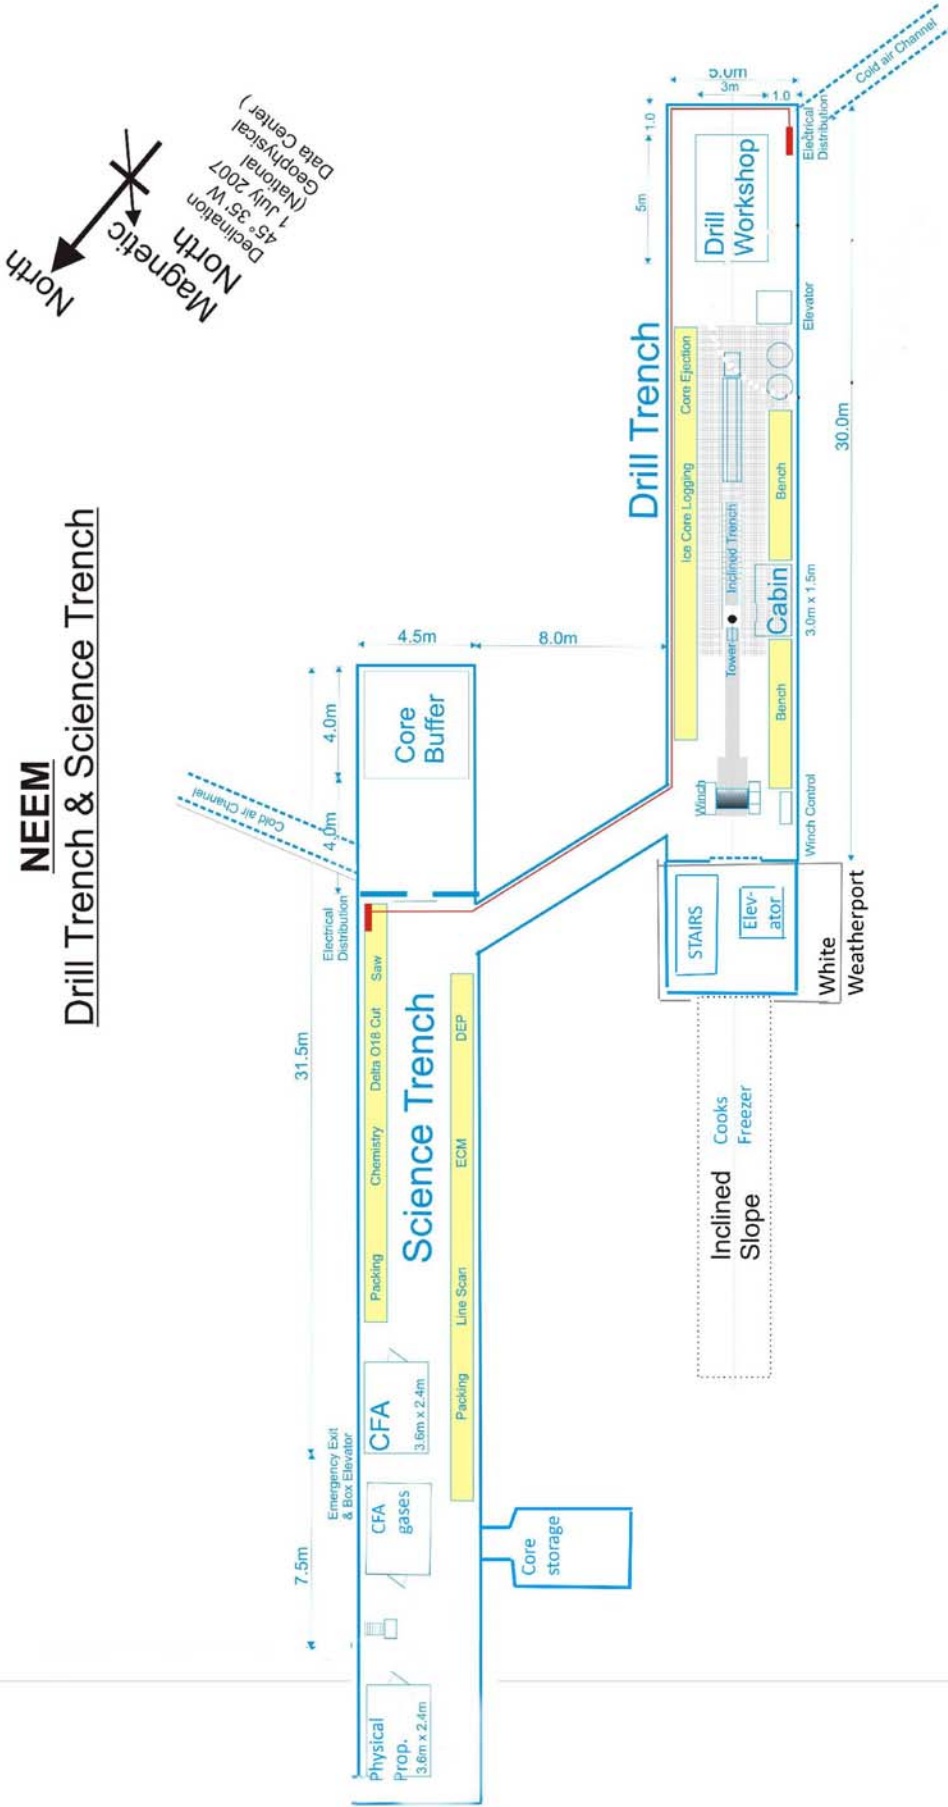 NEEM
Drill Trench & Science Trench
North
Magnetic
North
Declination
45° 35' W
1 July 2007
(National
Geophysical
Data Center )
Cold air Channel
4.0m
4.0m
4.5m
8.0m
31.5m
7.5m
Electrical
Distribution
Emergency Exit
& Box Elevator
Core
Buffer
Saw
Delta O18 Cut
Chemistry
Packing
Science Trench
DEP
ECM
Line Scan
Packing
CFA
3.6m x 2.4m
CFA
gases
Physical
Prop.
3.6m x 2.4m
Core
storage
Drill Trench
5.0m
3m
1.0
1.0
5m
Cold air Channel
Electrical
Distribution
Drill
Workshop
Elevator
Core Ejection
Ice Core Logging
Inclined Trench
Tower
Bench
Cabin
3.0m x 1.5m
Bench
30.0m
Winch
Winch Control
STAIRS
Elev-
ator
White
Weatherport
Cooks
Freezer
Inclined
Slope